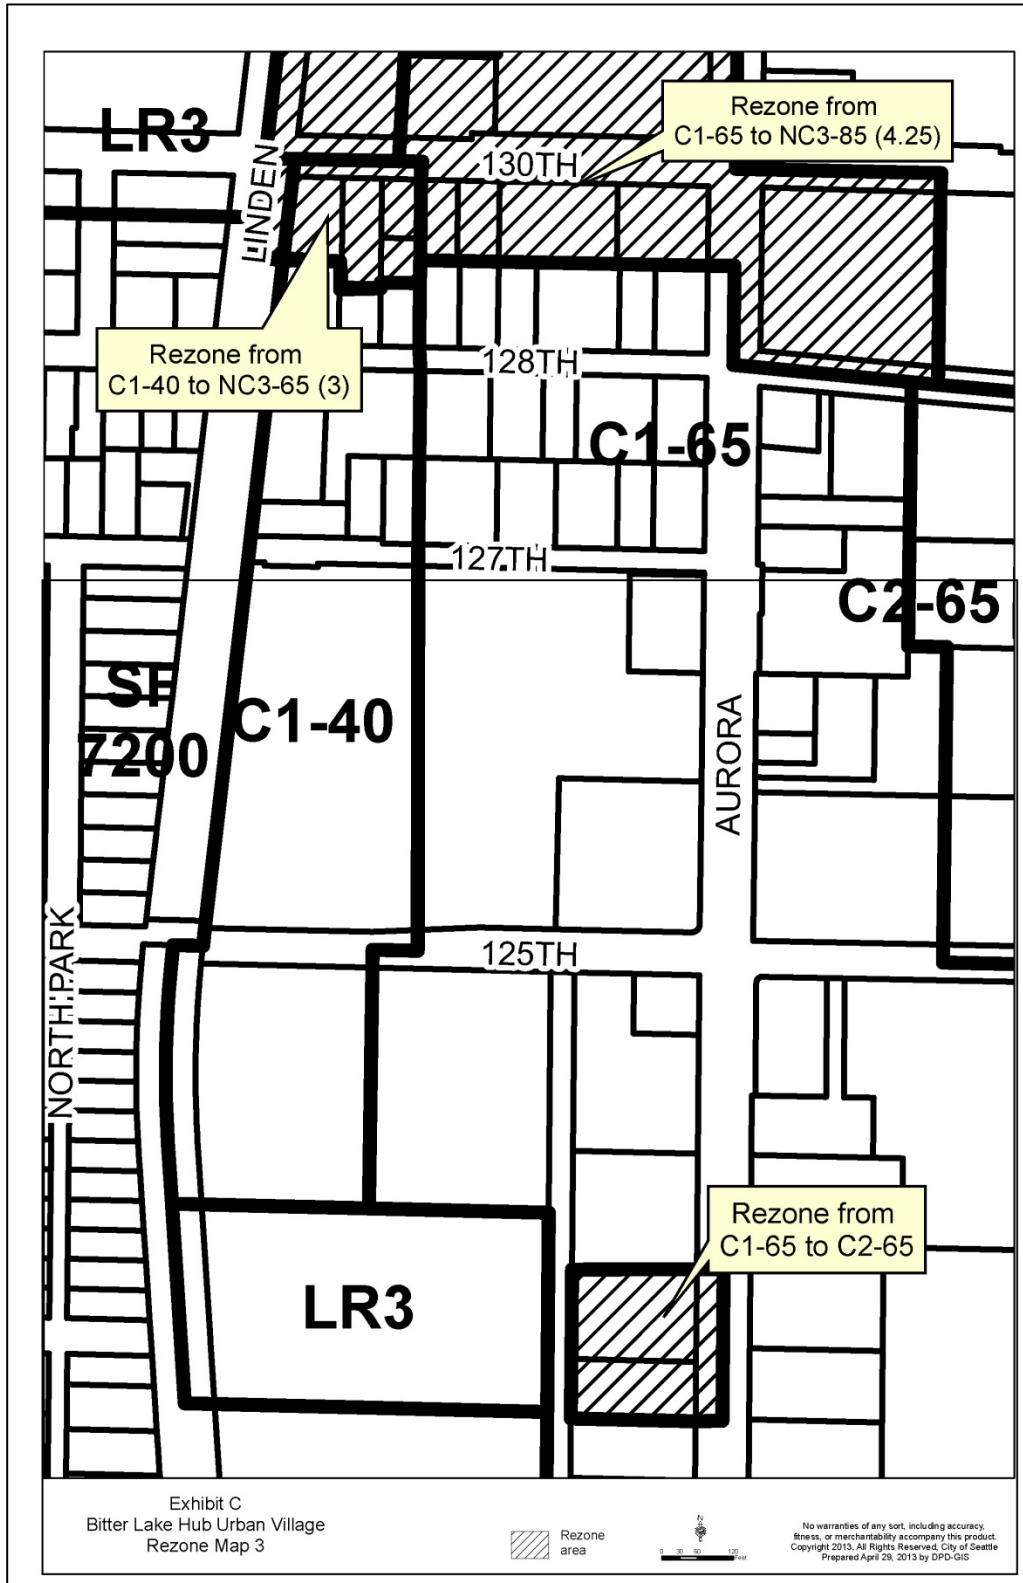 LR3
Rezone from
C1-65 to NC3-85 (4.25)
130TH
LINDEN
Rezone from
C1-40 to NC3-65 (3)
128TH
C1-65
127TH
C2-65
SF
7200
C1-40
AURORA
125TH
NORTH PARK
Rezone from
C1-65 to C2-65
LR3
Exhibit C
Bitter Lake Hub Urban Village
Rezone Map 3
Rezone
area
N
0 30 60 120
Feet
No warranties of any sort, including accuracy,
fitness, or merchantability accompany this product.
Copyright 2013, All Rights Reserved, City of Seattle
Prepared April 29, 2013 by DPD-GIS